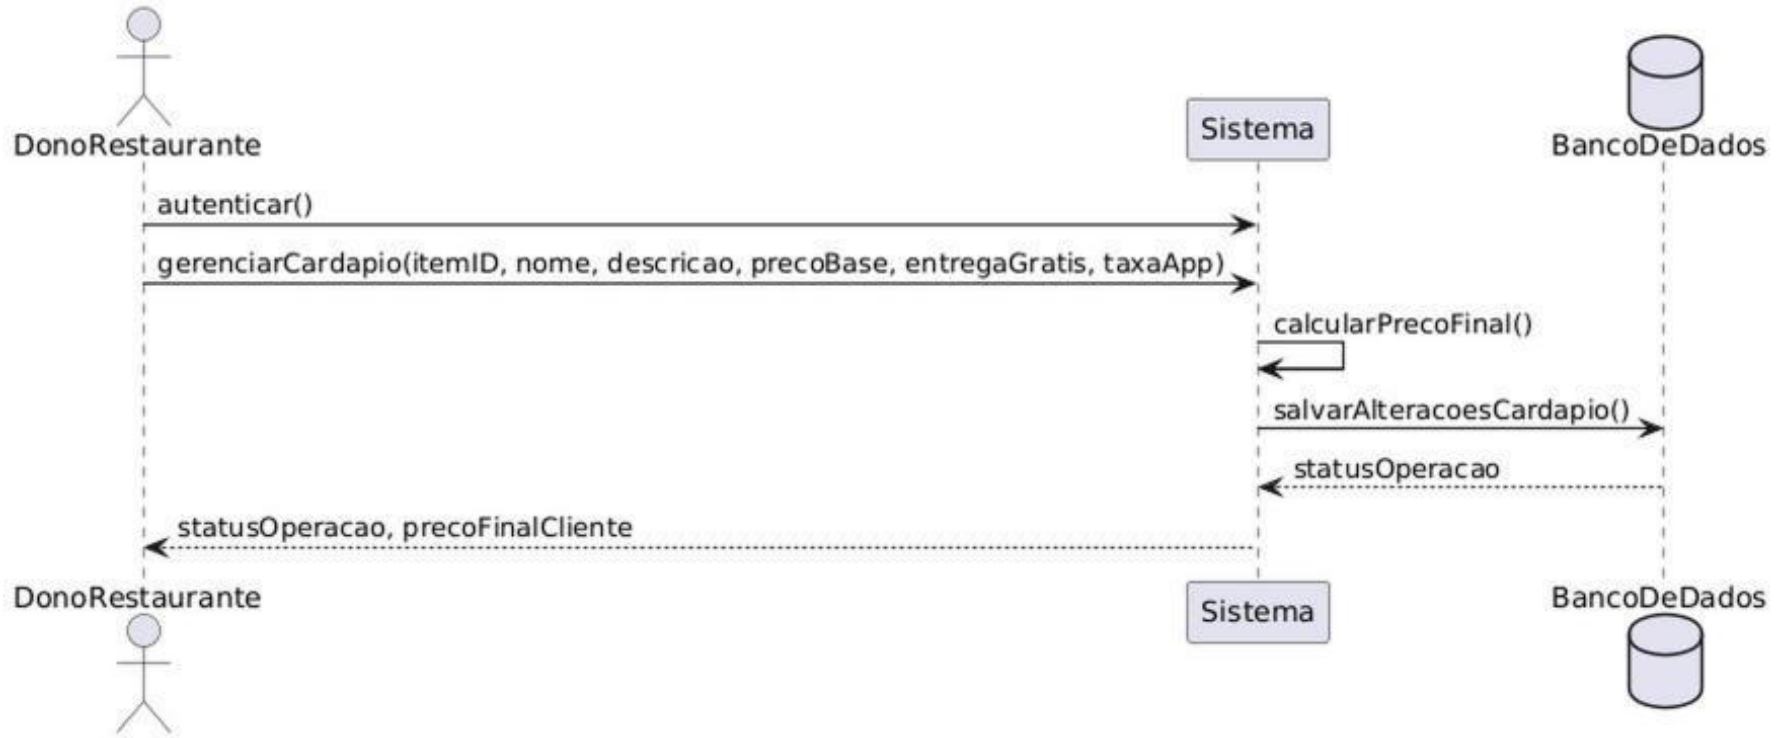 DonoRestaurante
Sistema
BancoDeDados
autenticar()
gerenciarCardapio(itemID, nome, descricao, precoBase, entregaGratis, taxaApp)
calcularPrecoFinal()
salvarAlteracoesCardapio()
statusOperacao
statusOperacao, precoFinalCliente
DonoRestaurante
Sistema
BancoDeDados